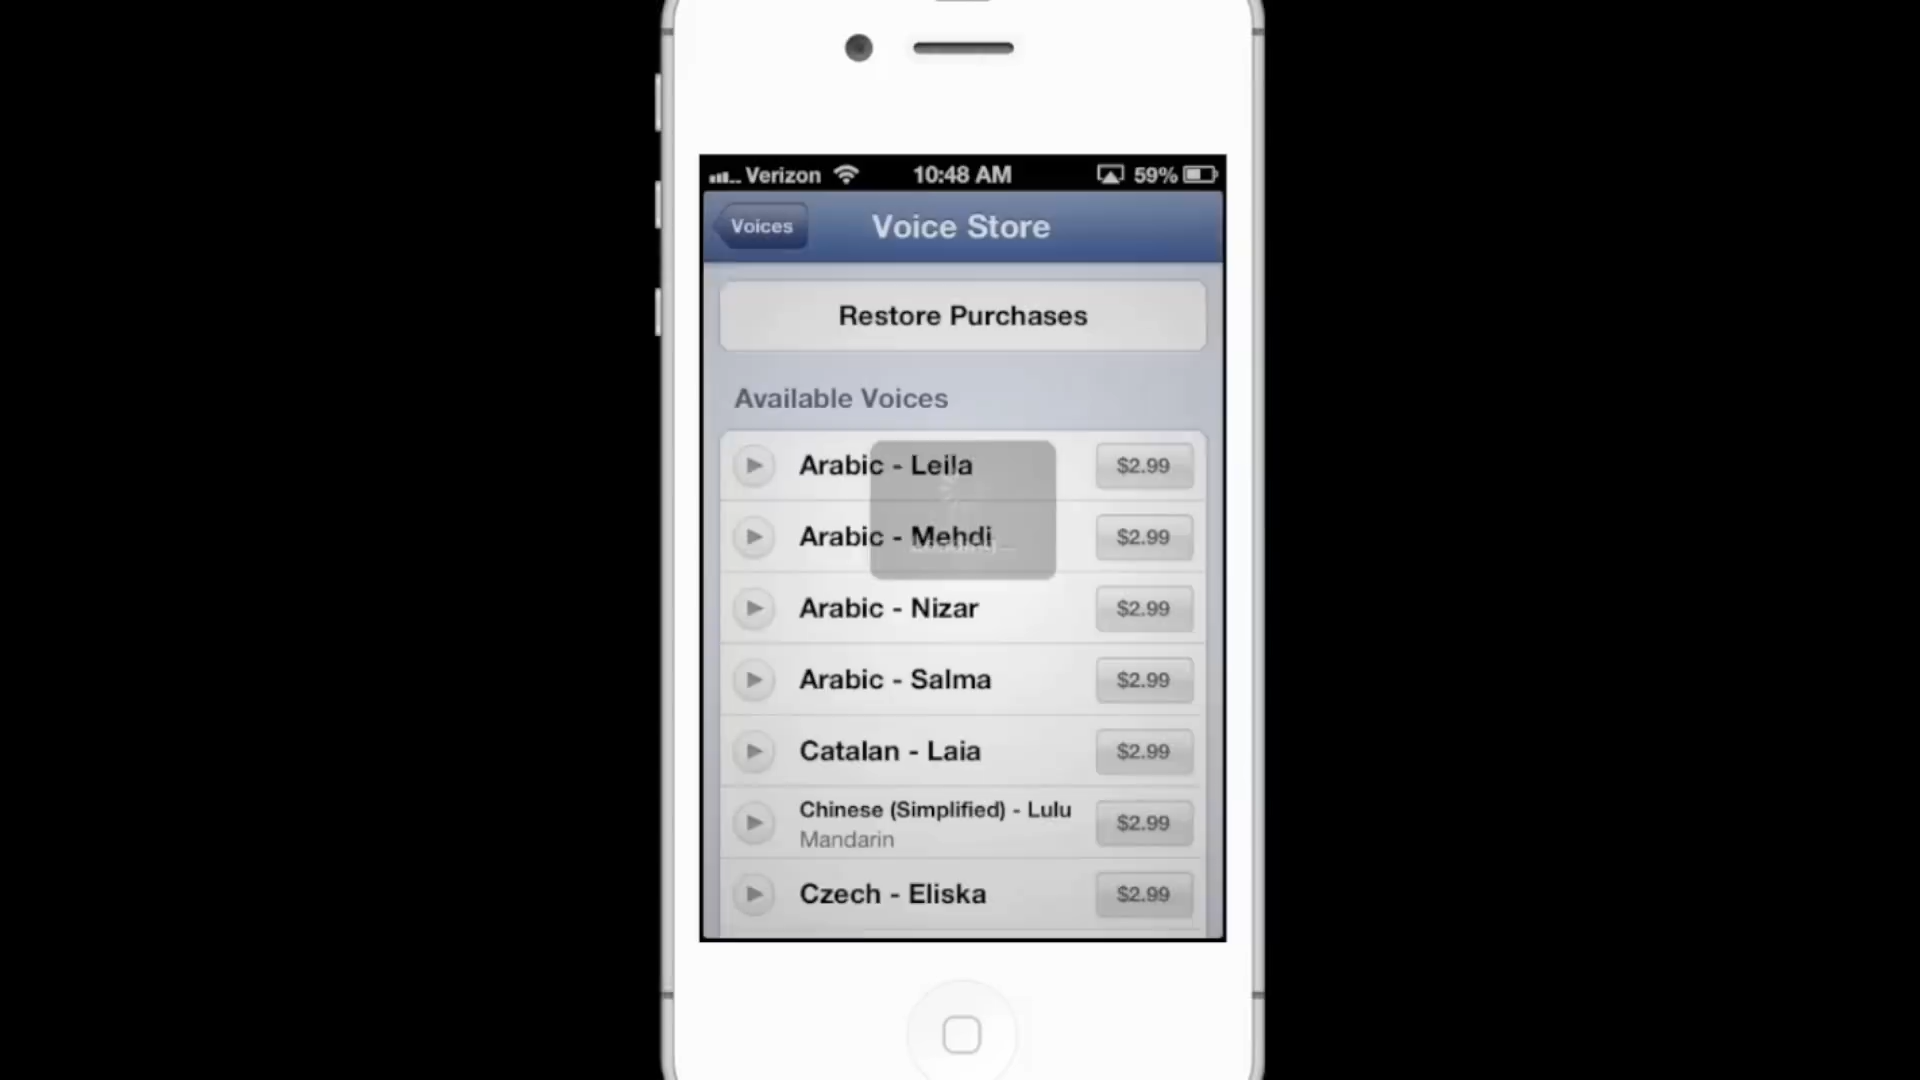 Verizon 10:48 AM 59%
Voices Voice Store
Restore Purchases
Available Voices
Arabic - Leila $2.99
Arabic - Mehdi $2.99
Arabic - Nizar $2.99
Arabic - Salma $2.99
Catalan - Laia $2.99
Chinese (Simplified) - Lulu $2.99
Mandarin
Czech - Eliska $2.99